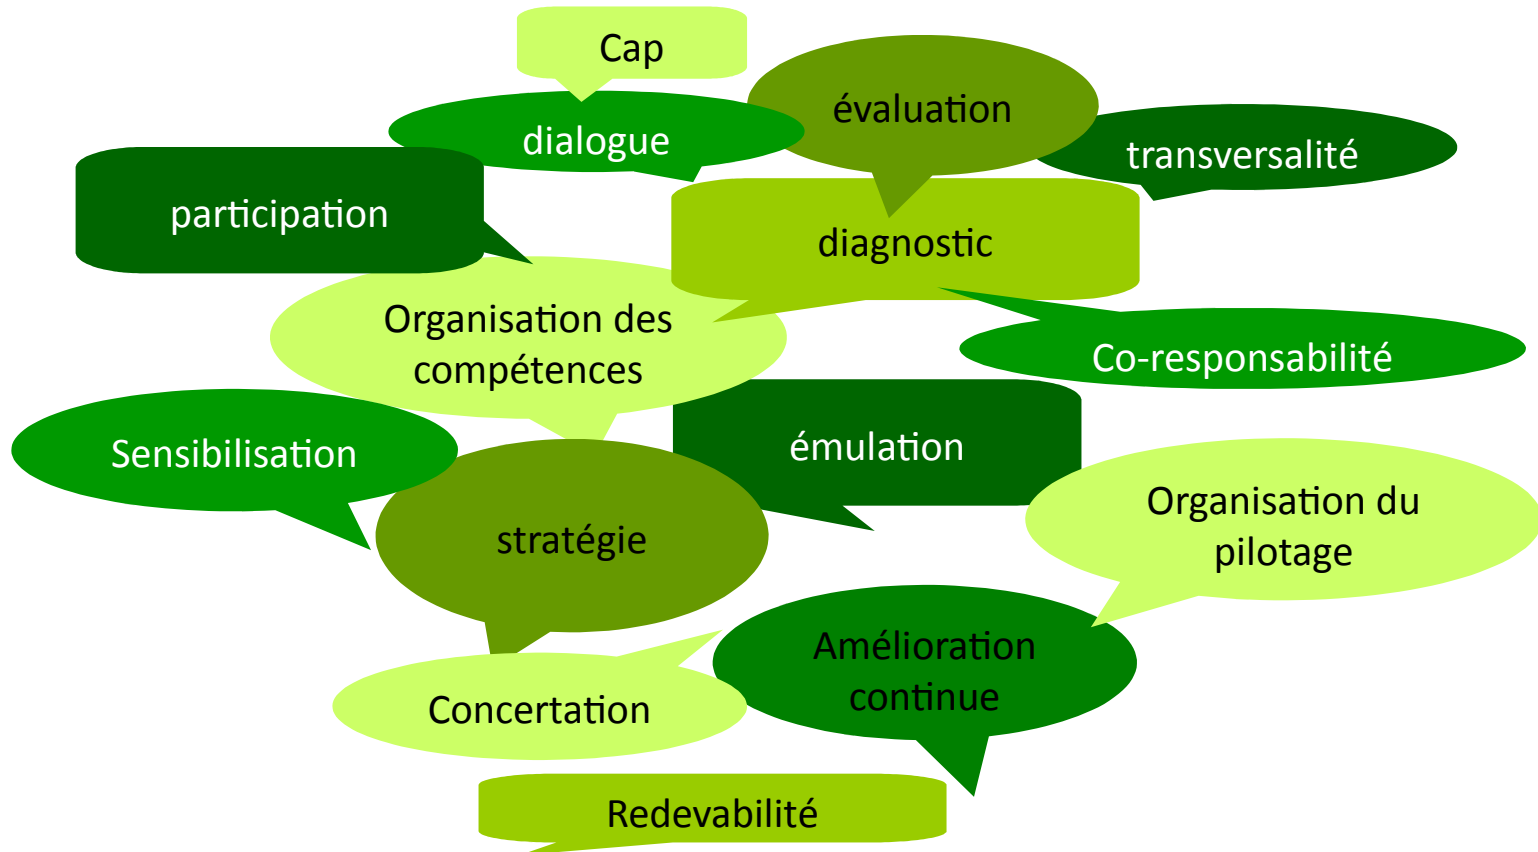 Cap
évaluation
dialogue
transversalité
participation
diagnostic
Organisation des
compétences
Co-responsabilité
Sensibilisation
émulation
Organisation du
pilotage
stratégie
Amélioration
continue
Concertation
Redevabilité